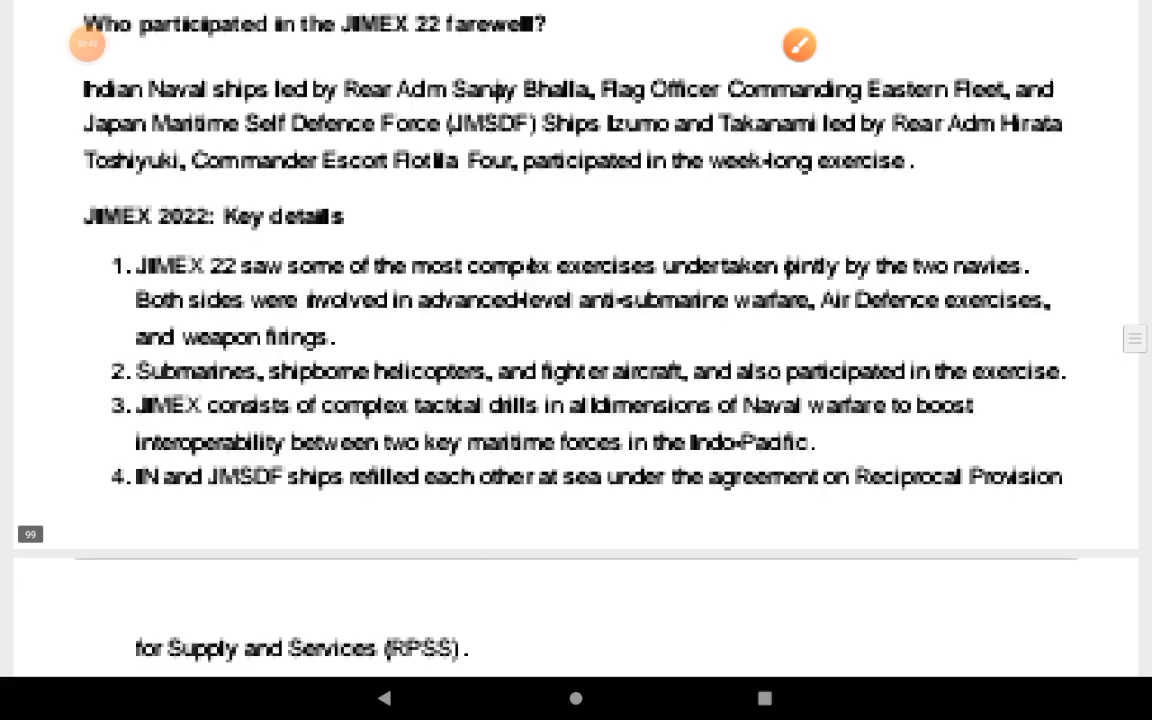 Who participated in the JIMEX 22 farewell?
00:49
Indian Naval ships led by Rear Adm Sanjay Bhalla, Flag Officer Commanding Eastern Fleet, and
Japan Maritime Self Defence Force (JMSDF) Ships Izumo and Takanami led by Rear Adm Hirata
Toshiyuki, Commander Escort Flotilla Four, participated in the week-long exercise.
JIMEX 2022: Key details
1. JIMEX 22 saw some of the most complex exercises undertaken jointly by the two navies.
Both sides were involved in advanced-level anti-submarine warfare, Air Defence exercises,
and weapon firings.
2. Submarines, shipborne helicopters, and fighter aircraft, and also participated in the exercise.
3. JIMEX consists of complex tactical drills in all dimensions of Naval warfare to boost
interoperability between two key maritime forces in the Indo-Pacific.
4. IN and JMSDF ships refilled each other at sea under the agreement on Reciprocal Provision
99
for Supply and Services (RPSS).